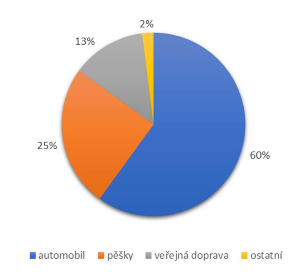 2%
13%
25%
60%
automobil pěšky veřejná doprava ostatní